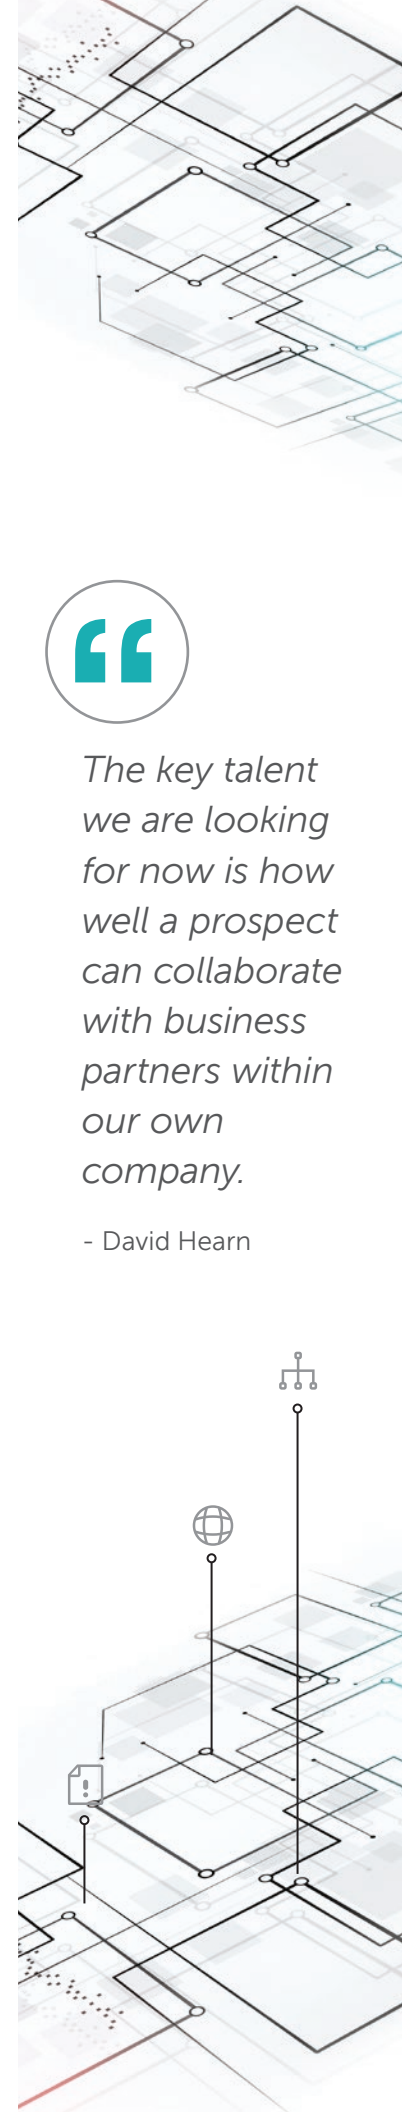 “
The key talent
we are looking
for now is how
well a prospect
can collaborate
with business
partners within
our own
company.
- David Hearn